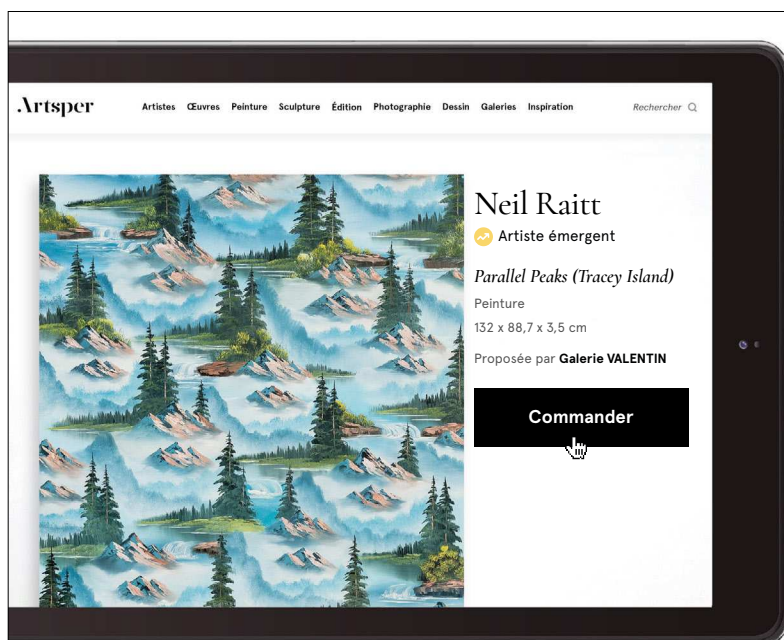 Artsper
Artistes Œuvres Peinture Sculpture Édition Photographie Dessin Galeries Inspiration Rechercher
Neil Raitt
Artiste émergent
Parallel Peaks (Tracey Island)
Peinture
132 x 88,7 x 3,5 cm
Proposée par Galerie VALENTIN
Commander